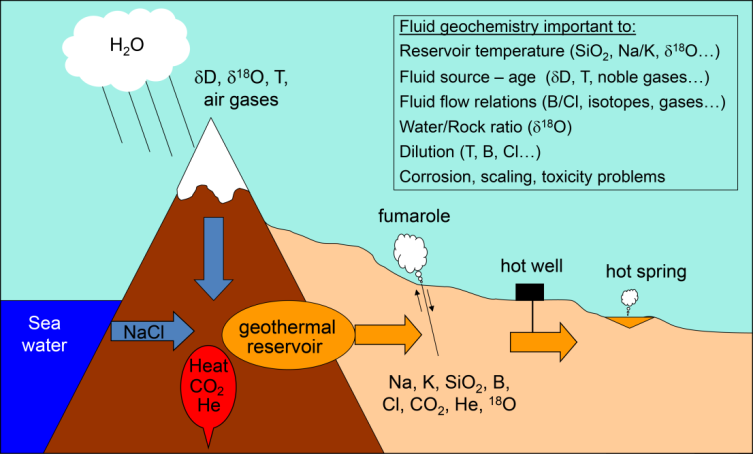 H₂O
δD, δ¹⁸O, T,
air gases
Fluid geochemistry important to:
Reservoir temperature (SiO₂, Na/K, δ¹⁸O…)
Fluid source – age  (δD, T, noble gases…)
Fluid flow relations (B/Cl, isotopes, gases…)
Water/Rock ratio (δ¹⁸O)
Dilution (T, B, Cl…)
Corrosion, scaling, toxicity problems
fumarole
hot well
hot spring
Sea
water
NaCl
geothermal
reservoir
Heat
CO₂
He
Na, K, SiO₂, B,
Cl, CO₂, He, ¹⁸O